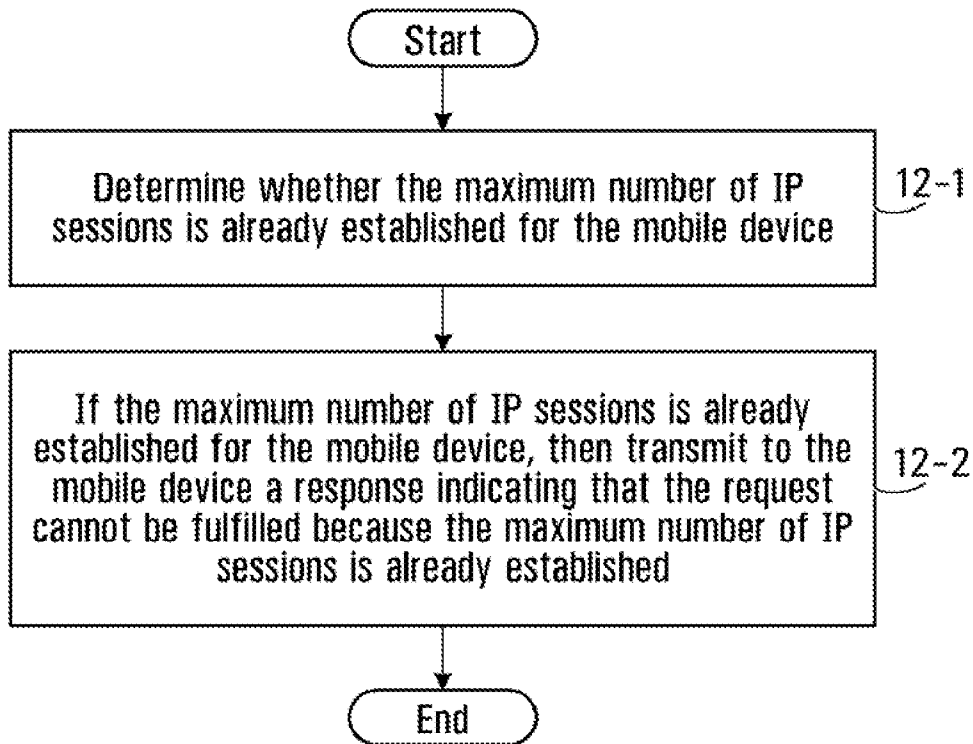 Start
Determine whether the maximum number of IP
sessions is already established for the mobile device
12-1
If the maximum number of IP sessions is already
established for the mobile device, then transmit to the
mobile device a response indicating that the request
cannot be fulfilled because the maximum number of IP
sessions is already established
12-2
End